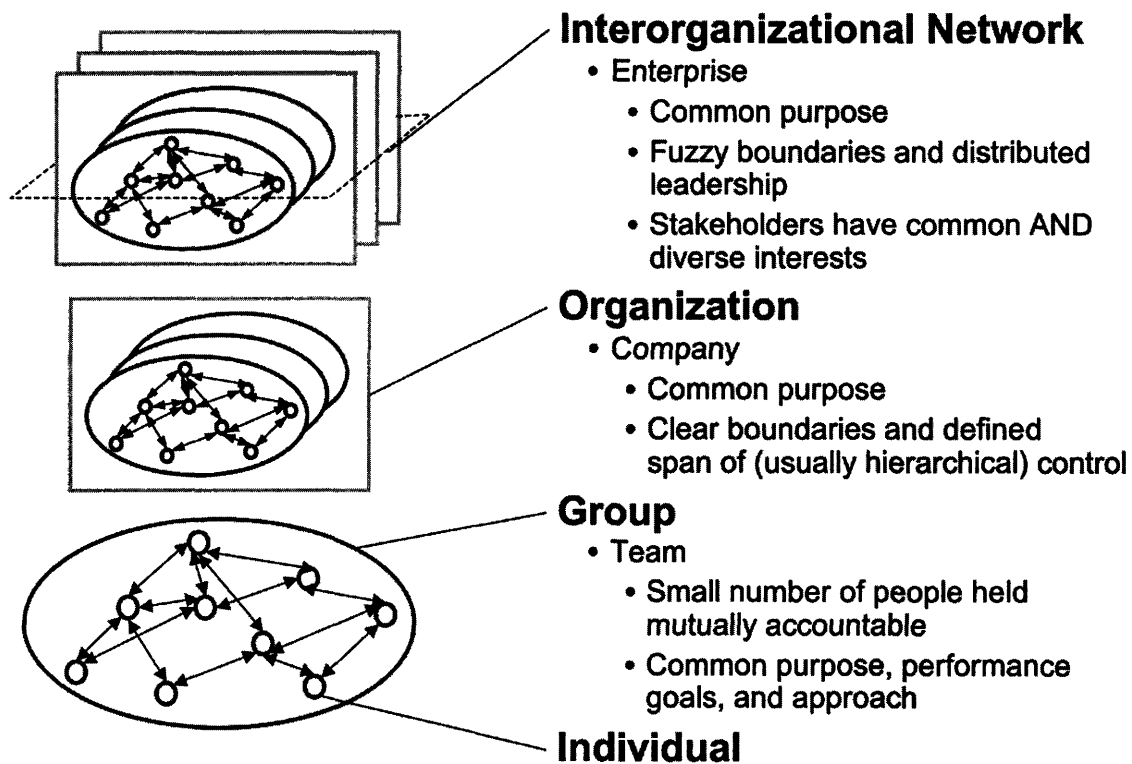 Interorganizational Network
• Enterprise
• Common purpose
• Fuzzy boundaries and distributed
leadership
• Stakeholders have common AND
diverse interests
Organization
• Company
• Common purpose
• Clear boundaries and defined
span of (usually hierarchical) control
Group
• Team
• Small number of people held
mutually accountable
• Common purpose, performance
goals, and approach
Individual